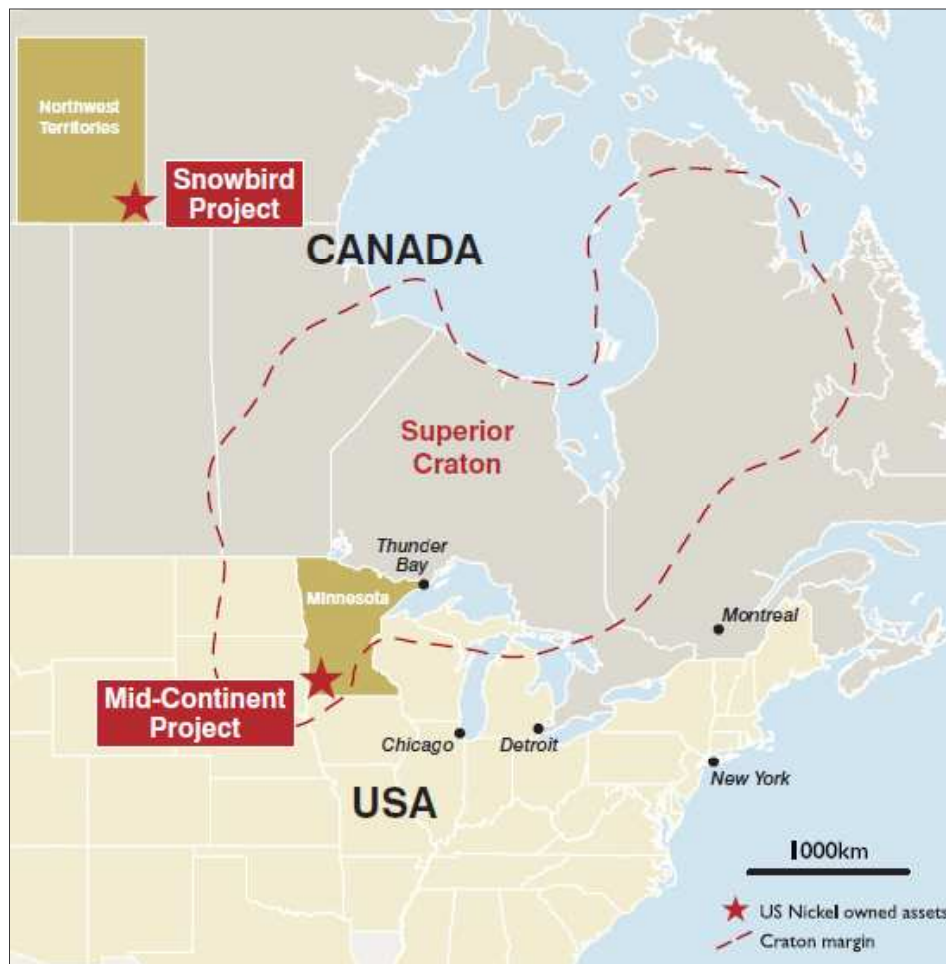 Northwest
Territories
Snowbird
Project
CANADA
Superior
Craton
Thunder
Bay
Minnesota
Montreal
Mid-Continent
Project
Chicago
Detroit
New York
USA
1000km
US Nickel owned assets
Craton margin